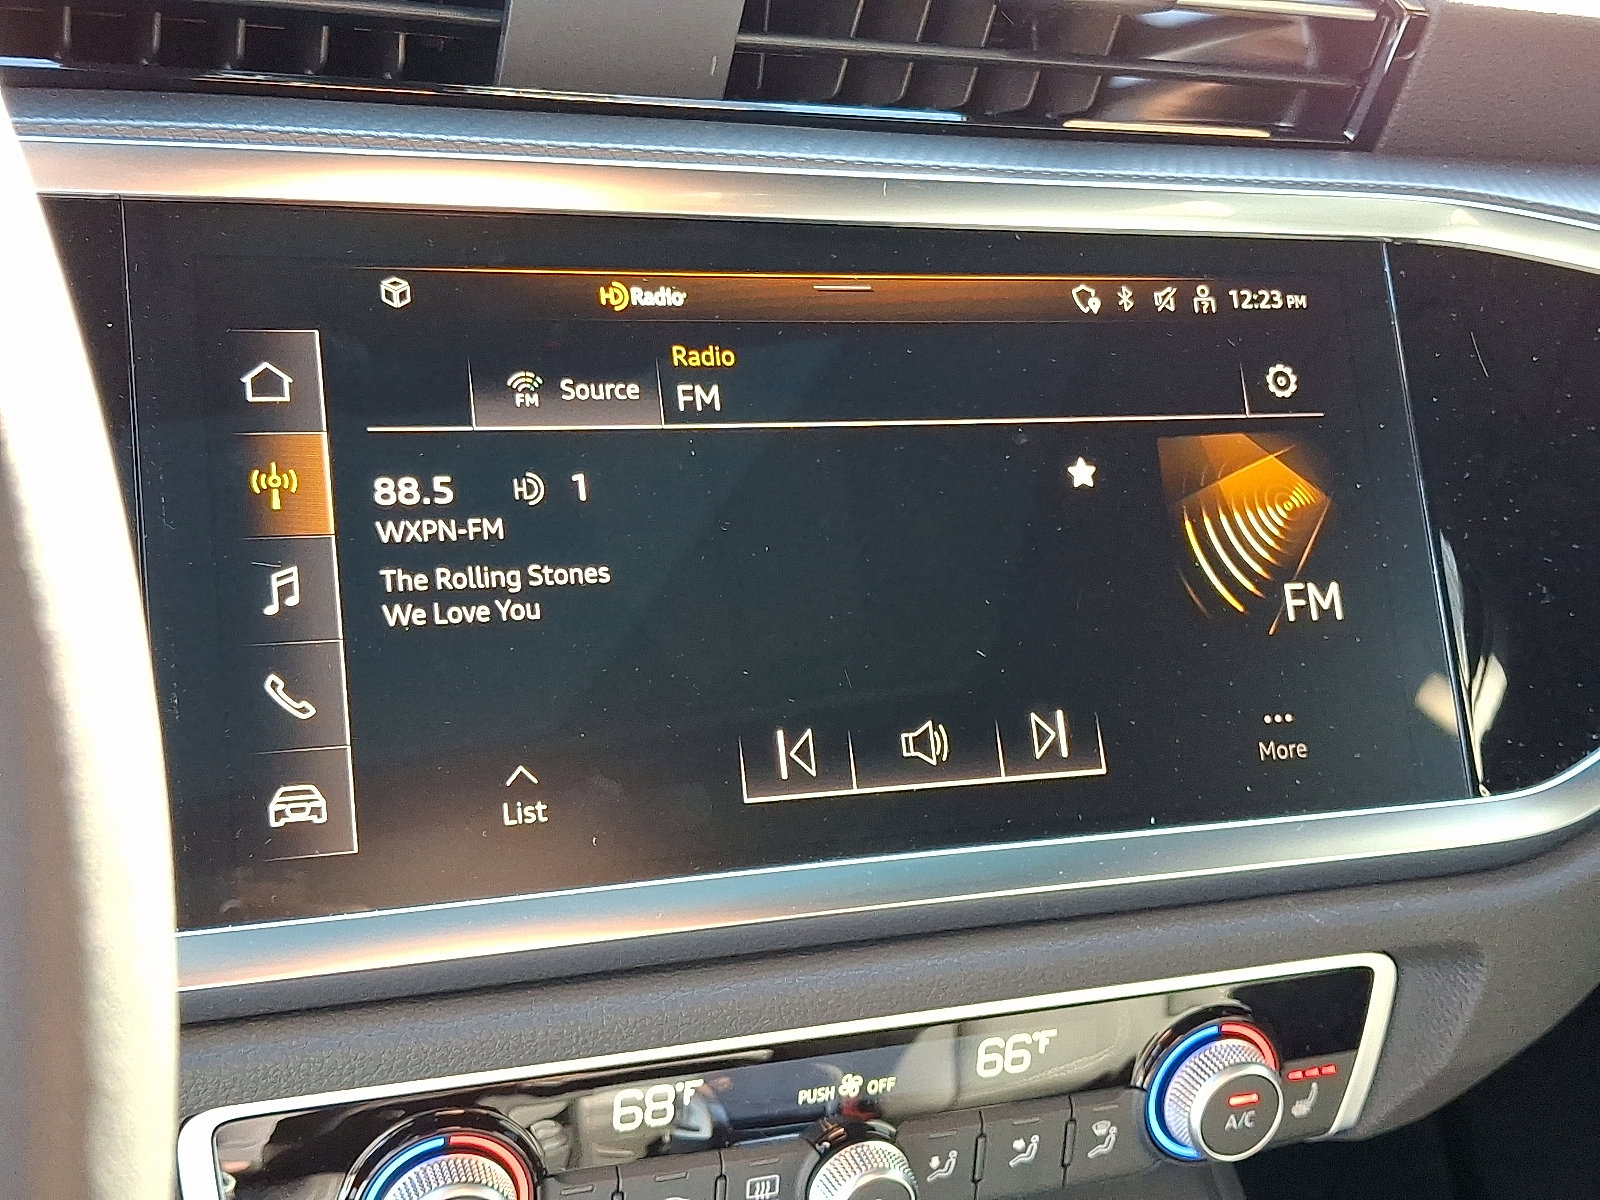 HD Radio
12:23 PM
Radio
FM Source
FM
88.5 HD 1
WXPN-FM
The Rolling Stones
We Love You
FM
More
List
66°F
68°F
PUSH OFF
A/C